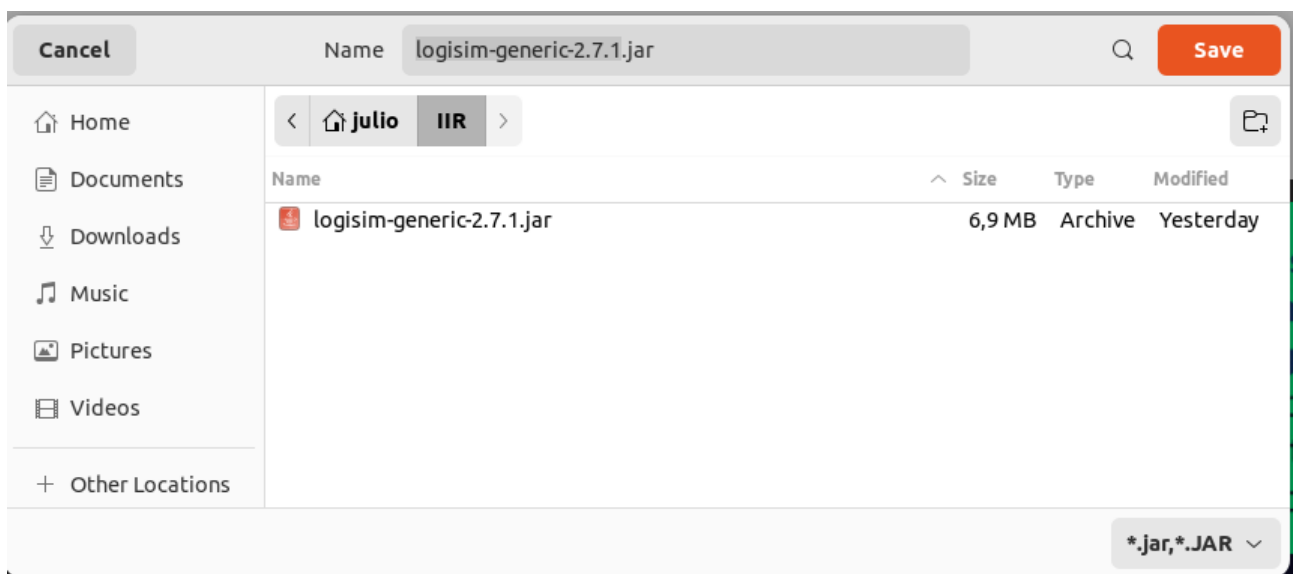 Cancel Name logisim-generic-2.7.1.jar Save
Home
julio IIR
Documents
Name Size Type Modified
logisim-generic-2.7.1.jar 6,9 MB Archive Yesterday
Downloads
Music
Pictures
Videos
Other Locations
*.jar,*.JAR